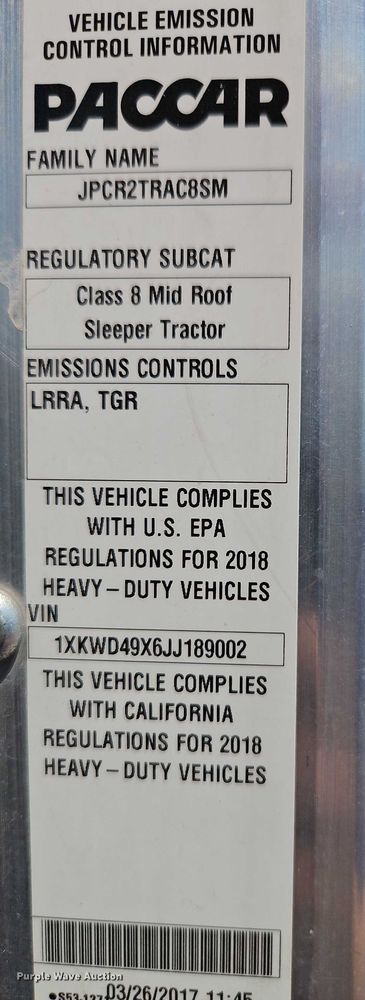 VEHICLE EMISSION
CONTROL INFORMATION
PACCAR
FAMILY NAME
JPCR2TRAC8SM
REGULATORY SUBCAT
Class 8 Mid Roof
Sleeper Tractor
EMISSIONS CONTROLS
LRRA, TGR
THIS VEHICLE COMPLIES
WITH U.S. EPA
REGULATIONS FOR 2018
HEAVY–DUTY VEHICLES
VIN
1XKWD49X6JJ189002
THIS VEHICLE COMPLIES
WITH CALIFORNIA
REGULATIONS FOR 2018
HEAVY–DUTY VEHICLES
Purple Wave Auction
03/26/2017 11:45